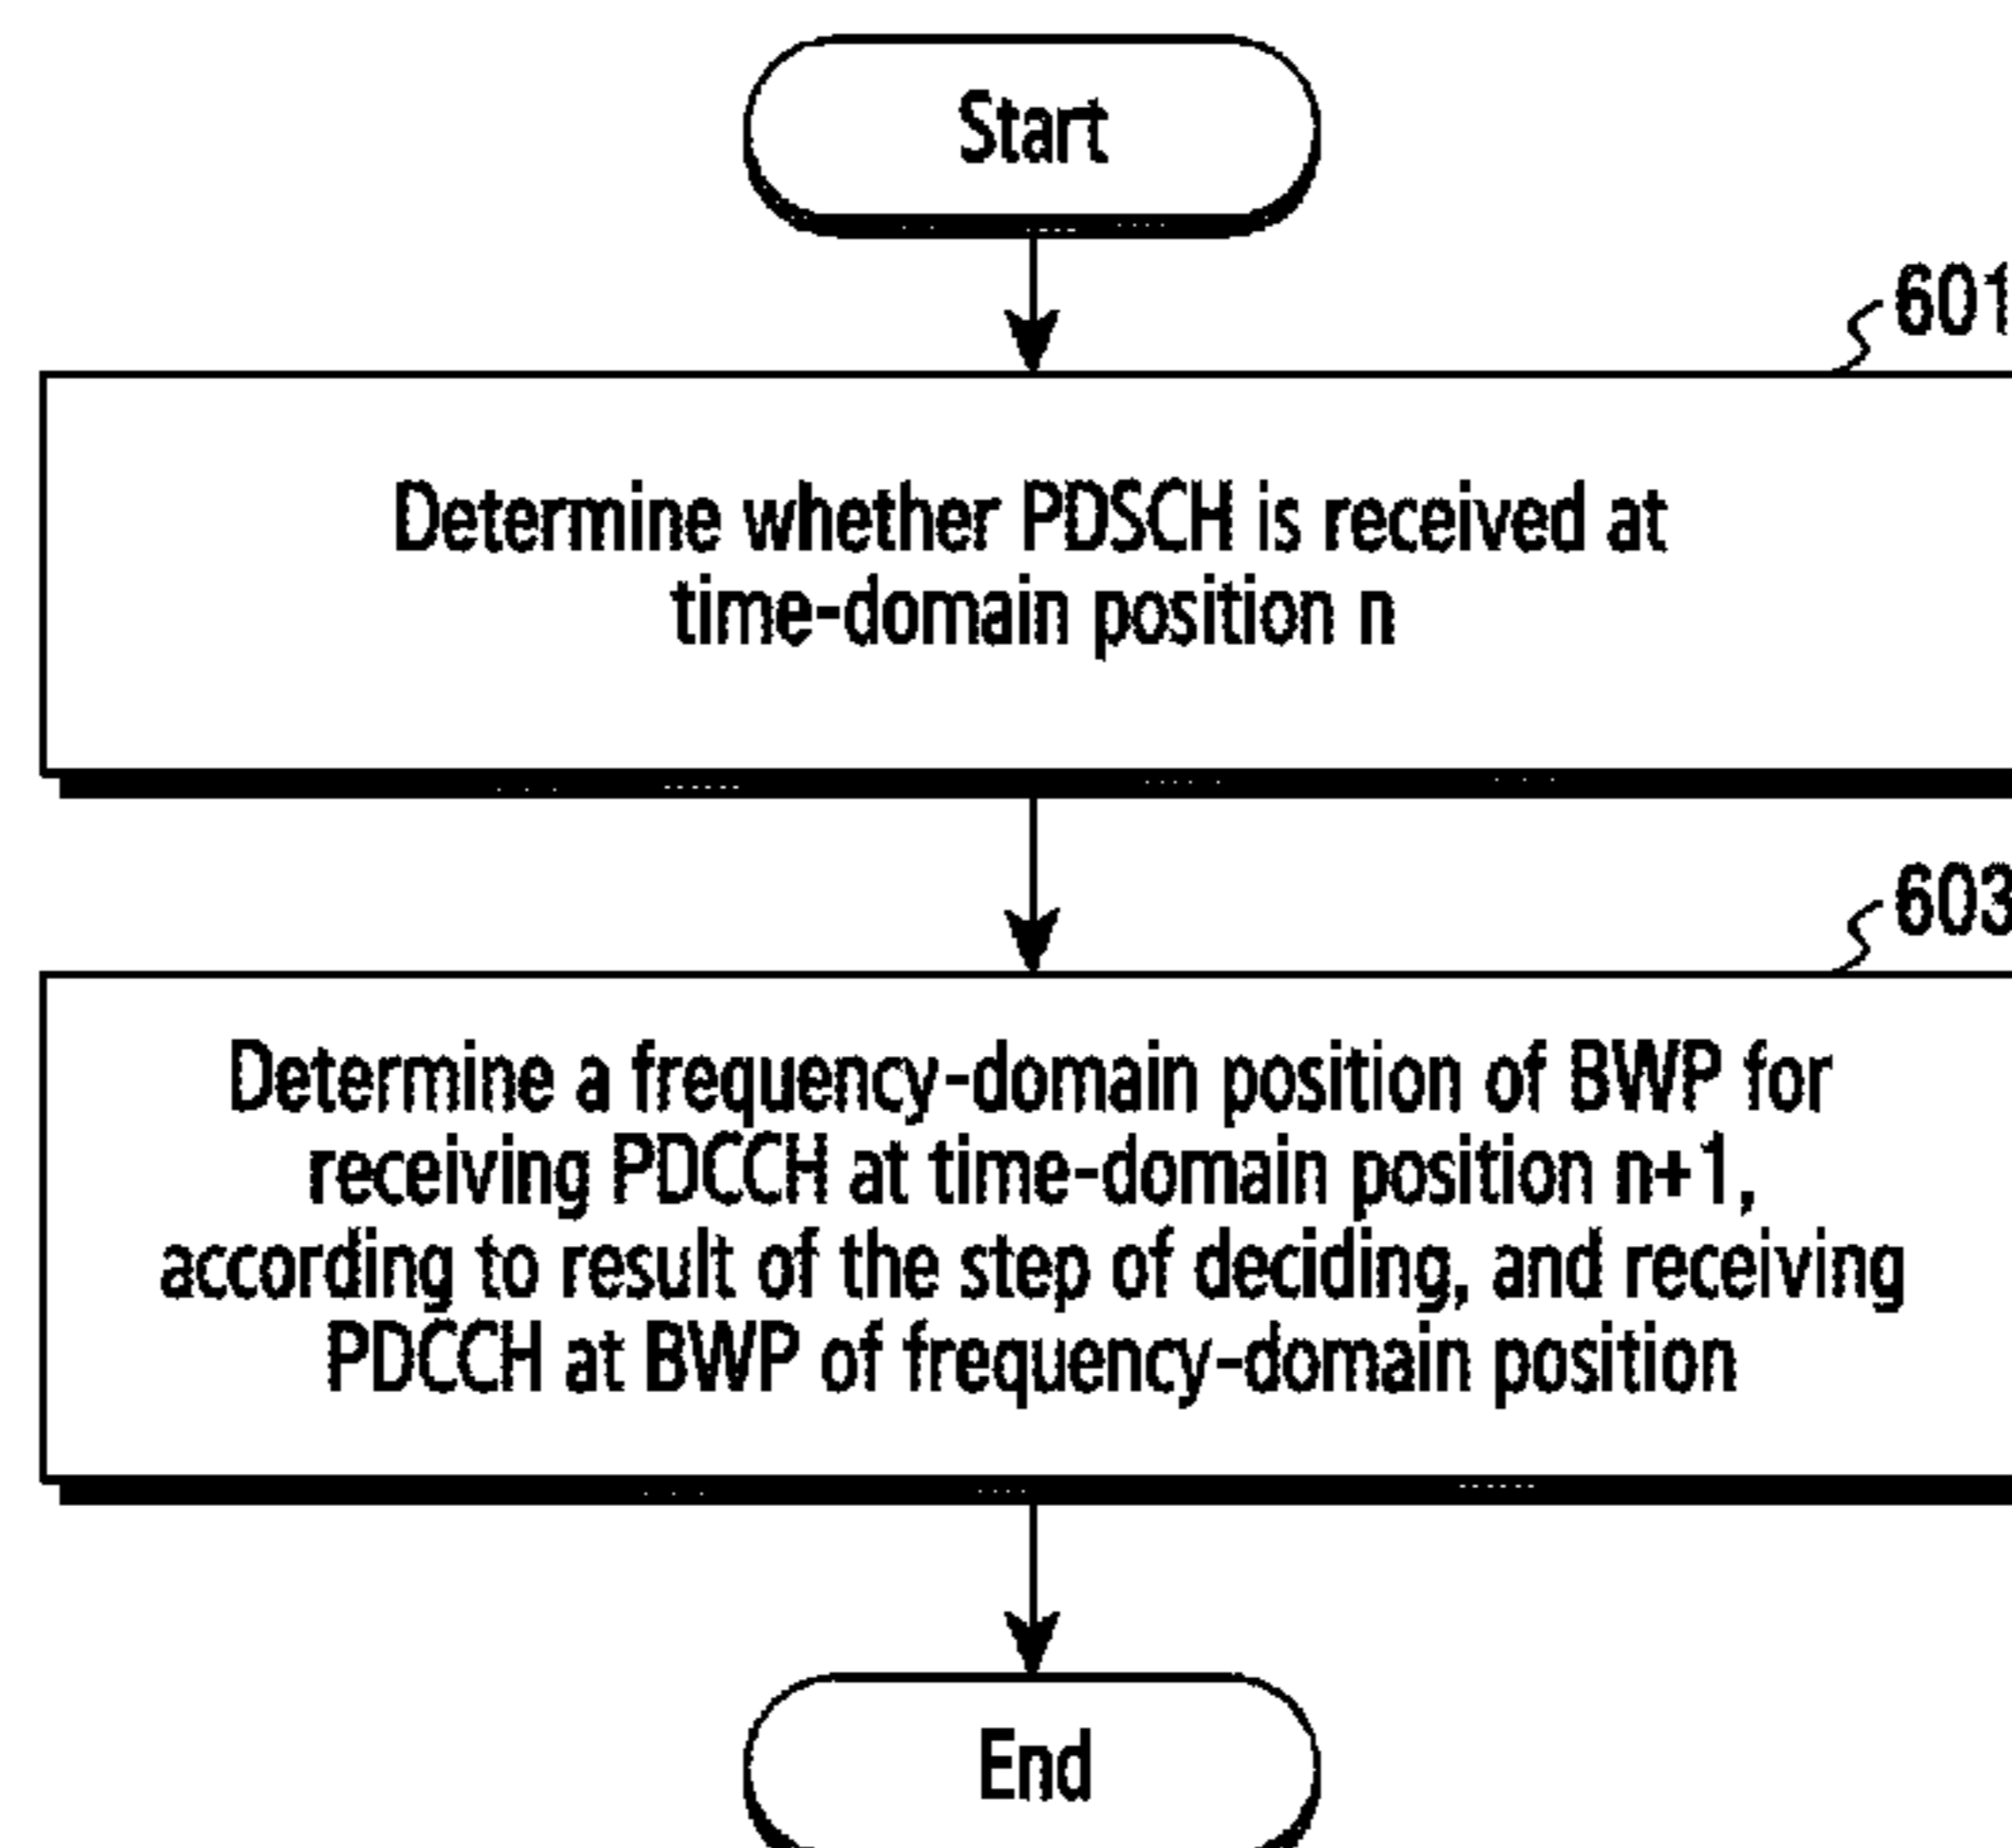 Start
601
Determine whether PDSCH is received at
time-domain position n
603
Determine a frequency-domain position of BWP for
receiving PDCCH at time-domain position n+1,
according to result of the step of deciding, and receiving
PDCCH at BWP of frequency-domain position
End